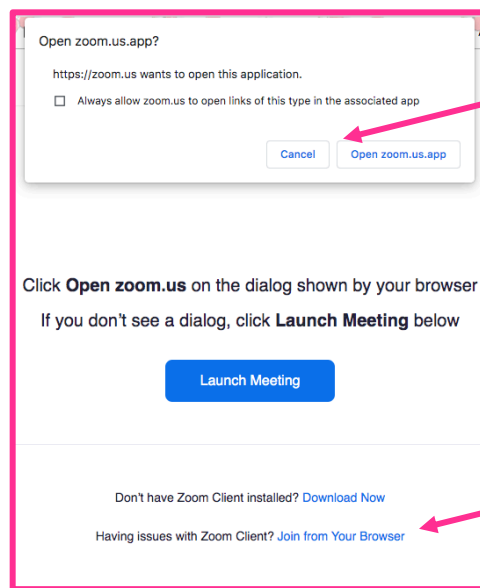 Open zoom.us.app?
https://zoom.us wants to open this application.
Always allow zoom.us to open links of this type in the associated app
Cancel
Open zoom.us.app
Click Open zoom.us on the dialog shown by your browser
If you don’t see a dialog, click Launch Meeting below
Launch Meeting
Don’t have Zoom Client installed? Download Now
Having issues with Zoom Client? Join from Your Browser